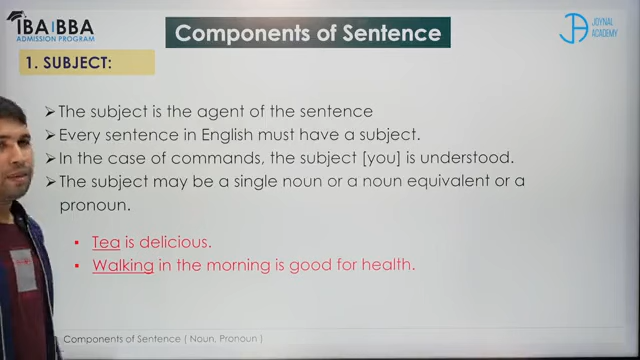 IBA|BBA
ADMISSION PROGRAM
Components of Sentence
JOYNAL
ACADEMY
1. SUBJECT:
➢ The subject is the agent of the sentence
➢ Every sentence in English must have a subject.
➢ In the case of commands, the subject [you] is understood.
➢ The subject may be a single noun or a noun equivalent or a
pronoun.
▪ Tea is delicious.
▪ Walking in the morning is good for health.
Components of Sentence ( Noun, Pronoun )